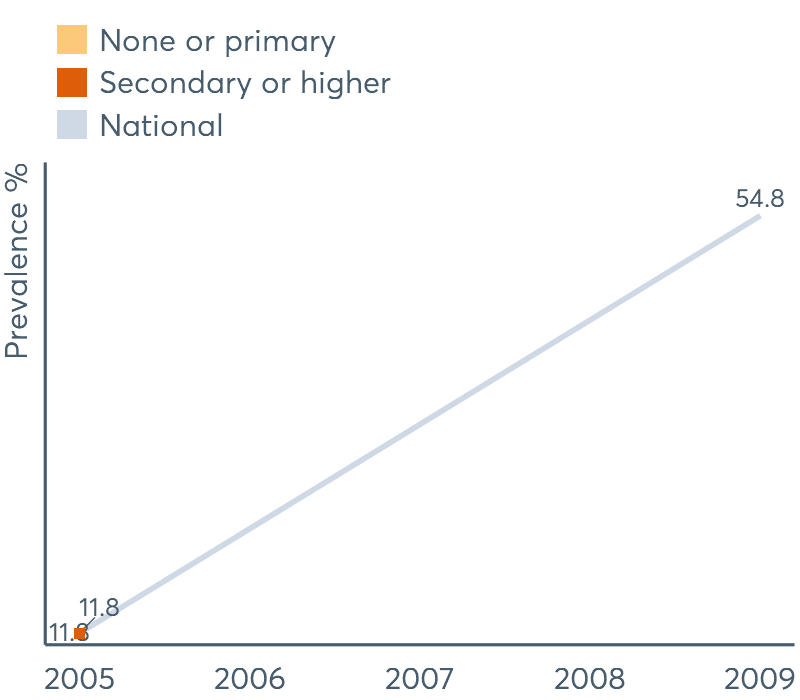 None or primary
Secondary or higher
National
Prevalence %
54.8
11.8
2005 2006 2007 2008 2009